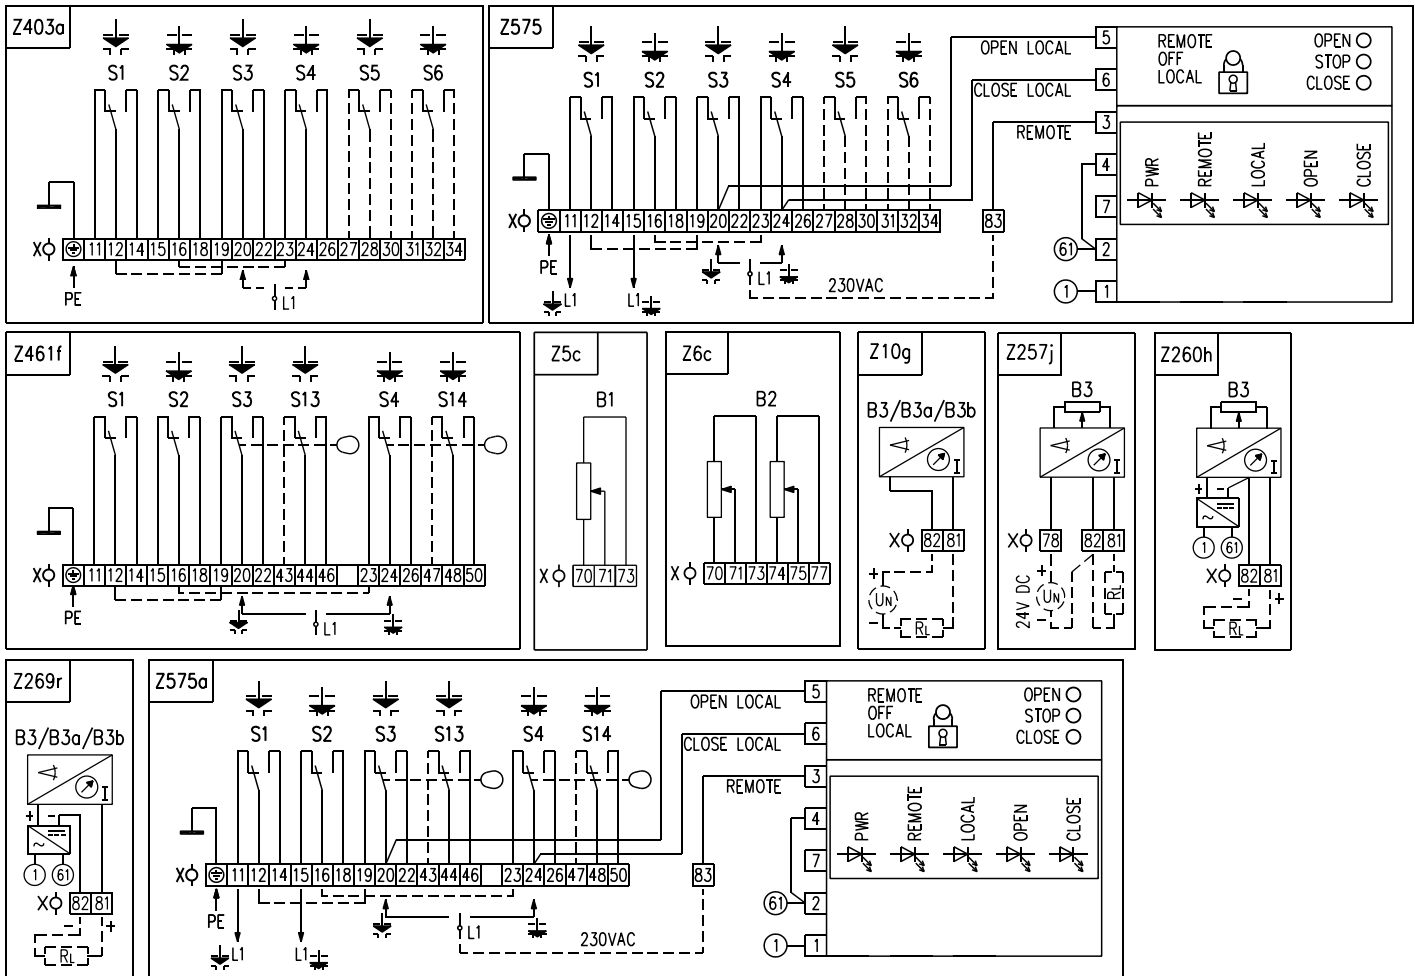 Z403a
S1 S2 S3 S4 S5 S6
X 11 12 14 15 16 18 19 20 22 23 24 26 27 28 30 31 32 34
PE
L1
Z575
S1 S2 S3 S4 S5 S6
OPEN LOCAL
CLOSE LOCAL
REMOTE
X 11 12 14 15 16 18 19 20 22 23 24 26 27 28 30 31 32 34
83
PE
L1
L1
L1
230VAC
5
6
3
4
7
61 2
1 1
REMOTE
OFF
LOCAL
OPEN
STOP
CLOSE
PWR
REMOTE
LOCAL
OPEN
CLOSE
Z461f
S1 S2 S3 S13 S4 S14
X 11 12 14 15 16 18 19 20 22 43 44 46 23 24 26 47 48 50
PE
L1
Z5c
B1
X 70 71 73
Z6c
B2
X 70 71 73 74 75 77
Z10g
B3/B3a/B3b
I
X 82 81
+
UN
−
RL
Z257j
B3
I
X 78 82 81
24V DC
+
UN
−
RL
Z260h
B3
I
+ −
~
1 61
X 82 81
− +
RL
Z269r
B3/B3a/B3b
I
+ −
~
1 61
X 82 81
− +
RL
Z575a
S1 S2 S3 S13 S4 S14
OPEN LOCAL
CLOSE LOCAL
REMOTE
X 11 12 14 15 16 18 19 20 22 43 44 46 23 24 26 47 48 50
83
PE
L1
L1
L1
230VAC
5
6
3
4
7
61 2
1 1
REMOTE
OFF
LOCAL
OPEN
STOP
CLOSE
PWR
REMOTE
LOCAL
OPEN
CLOSE